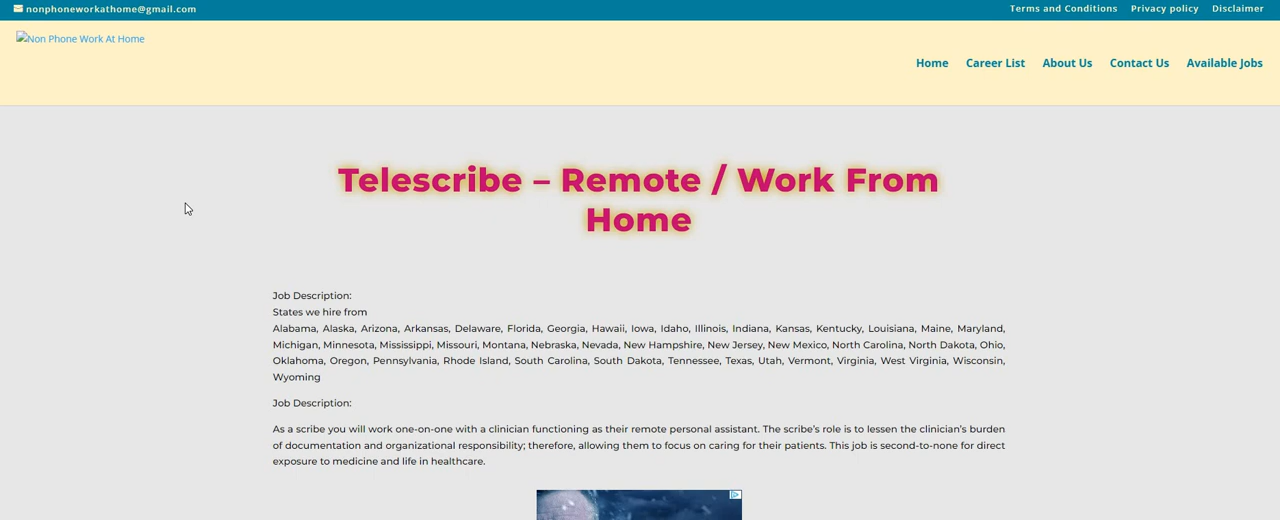 nonphoneworkathome@gmail.com
Terms and Conditions Privacy policy Disclaimer
Non Phone Work At Home
Home Career List About Us Contact Us Available Jobs
Telescribe – Remote / Work From
Home
Job Description:
States we hire from
Alabama, Alaska, Arizona, Arkansas, Delaware, Florida, Georgia, Hawaii, Iowa, Idaho, Illinois, Indiana, Kansas, Kentucky, Louisiana, Maine, Maryland,
Michigan, Minnesota, Mississippi, Missouri, Montana, Nebraska, Nevada, New Hampshire, New Jersey, New Mexico, North Carolina, North Dakota, Ohio,
Oklahoma, Oregon, Pennsylvania, Rhode Island, South Carolina, South Dakota, Tennessee, Texas, Utah, Vermont, Virginia, West Virginia, Wisconsin,
Wyoming
Job Description:
As a scribe you will work one-on-one with a clinician functioning as their remote personal assistant. The scribe’s role is to lessen the clinician’s burden
of documentation and organizational responsibility; therefore, allowing them to focus on caring for their patients. This job is second-to-none for direct
exposure to medicine and life in healthcare.